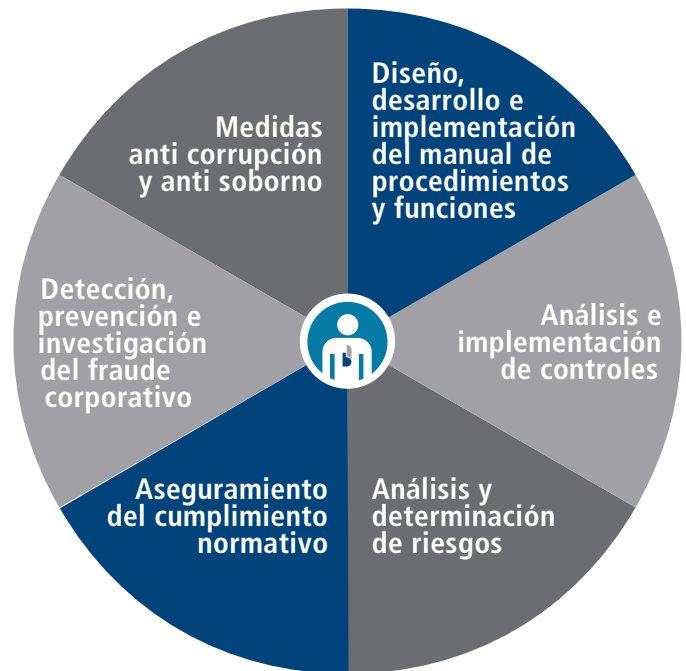 Diseño,
desarrollo e
implementación
del manual de
procedimientos
y funciones
Análisis e
implementación
de controles
Análisis y
determinación
de riesgos
Aseguramiento
del cumplimiento
normativo
Detección,
prevención e
investigación
del fraude
corporativo
Medidas
anti corrupción
y anti soborno